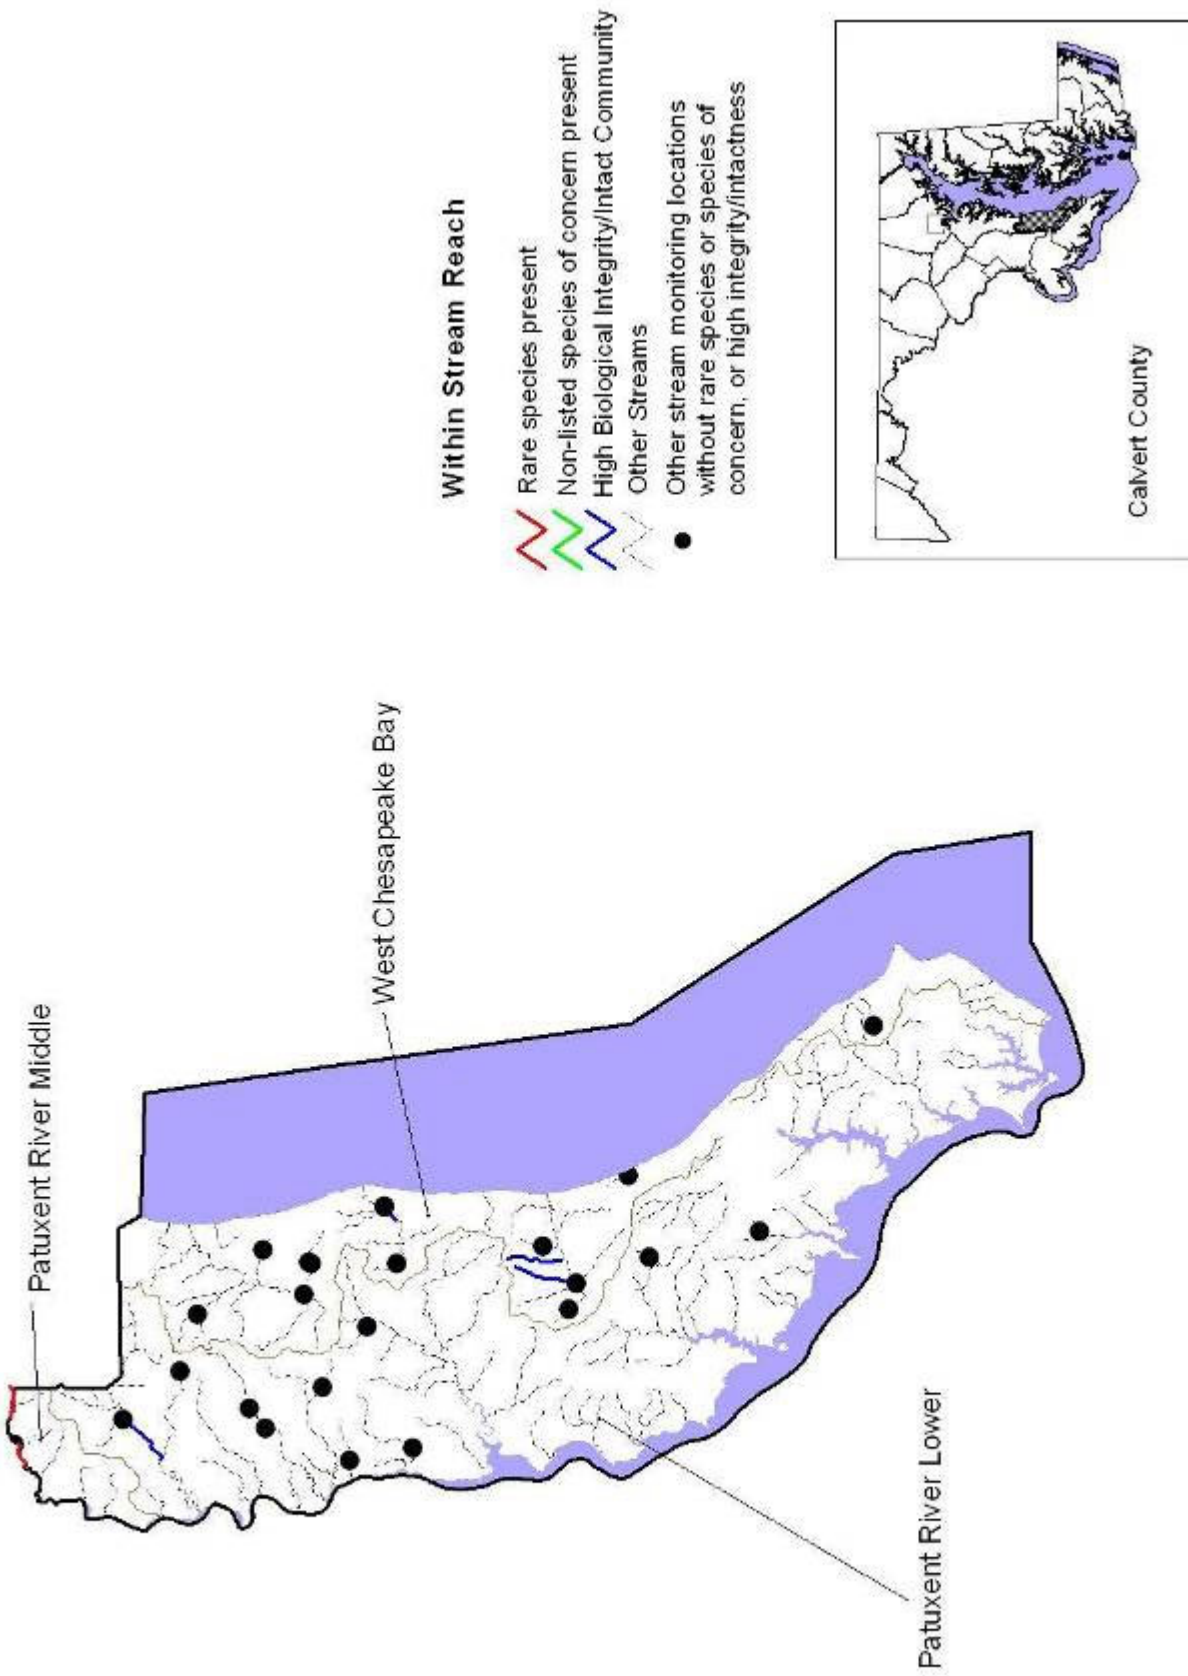 Patuxent River Middle
West Chesapeake Bay
Patuxent River Lower
Within Stream Reach
Rare species present
Non-listed species of concern present
High Biological Integrity/Intact Community
Other Streams
Other stream monitoring locations
without rare species or species of
concern, or high integrity/intactness
Calvert County